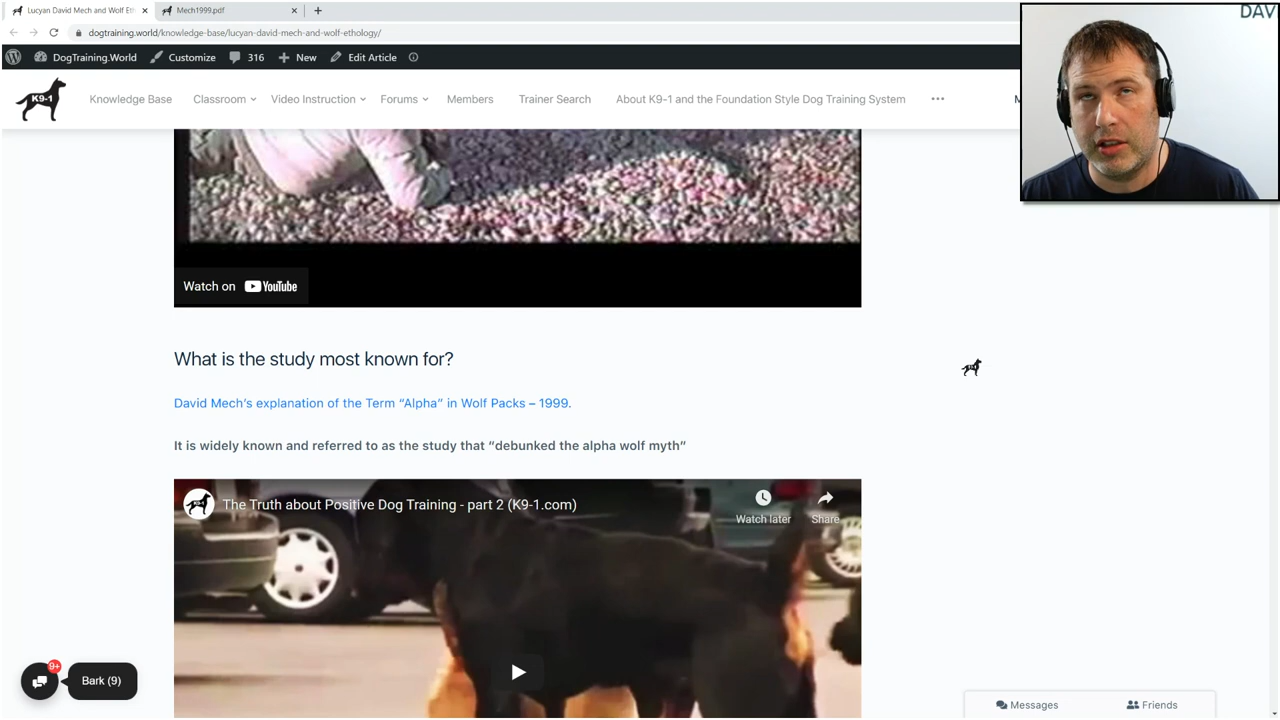 Lucyan David Mech and Wolf Eth
Mech1999.pdf
dogtraining.world/knowledge-base/lucyan-david-mech-and-wolf-ethology/
DogTraining.World
Customize
316
New
Edit Article
DAV
K9-1
Knowledge Base
Classroom
Video Instruction
Forums
Members
Trainer Search
About K9-1 and the Foundation Style Dog Training System
M
Watch on YouTube
What is the study most known for?
David Mech's explanation of the Term “Alpha” in Wolf Packs – 1999.
It is widely known and referred to as the study that “debunked the alpha wolf myth”
The Truth about Positive Dog Training - part 2 (K9-1.com)
Watch later
Share
9+
Bark (9)
Messages
Friends